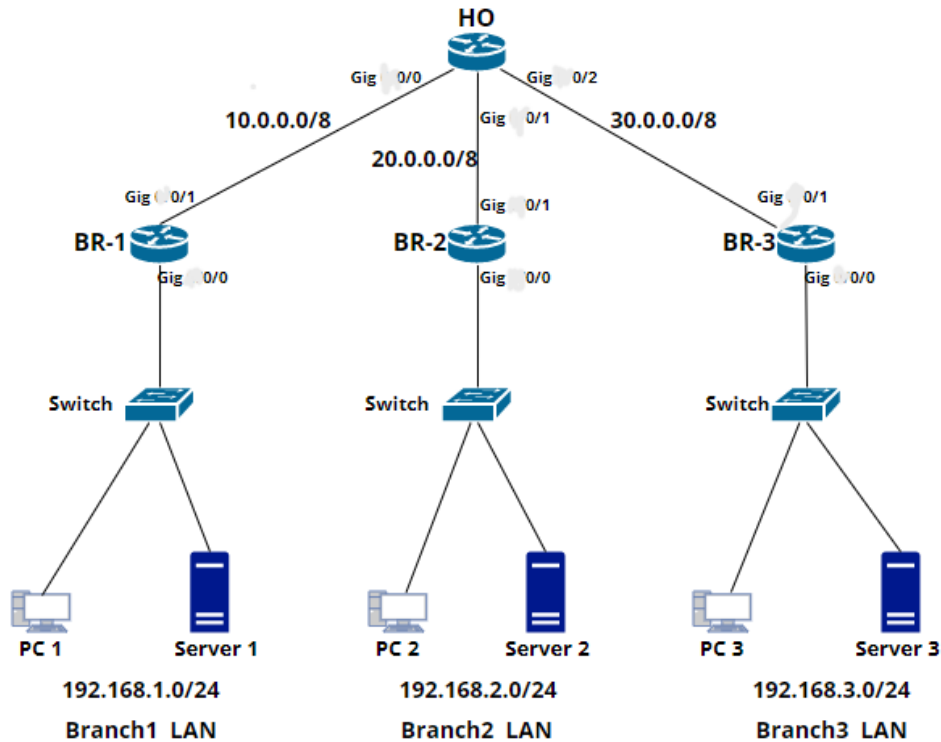 HO
Gig 0/0
Gig 0/2
10.0.0.0/8
Gig 0/1
30.0.0.0/8
20.0.0.0/8
Gig 0/1
Gig 0/1
Gig 0/1
BR-1
BR-2
BR-3
Gig 0/0
Gig 0/0
Gig /0/0
Switch
Switch
Switch
PC 1
Server 1
PC 2
Server 2
PC 3
Server 3
192.168.1.0/24
192.168.2.0/24
192.168.3.0/24
Branch1 LAN
Branch2 LAN
Branch3 LAN